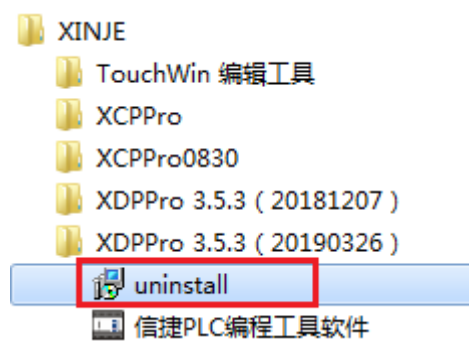 XINJE
TouchWin 编辑工具
XCPPro
XCPPro0830
XDPPro 3.5.3（20181207）
XDPPro 3.5.3（20190326）
uninstall
信捷PLC编程工具软件